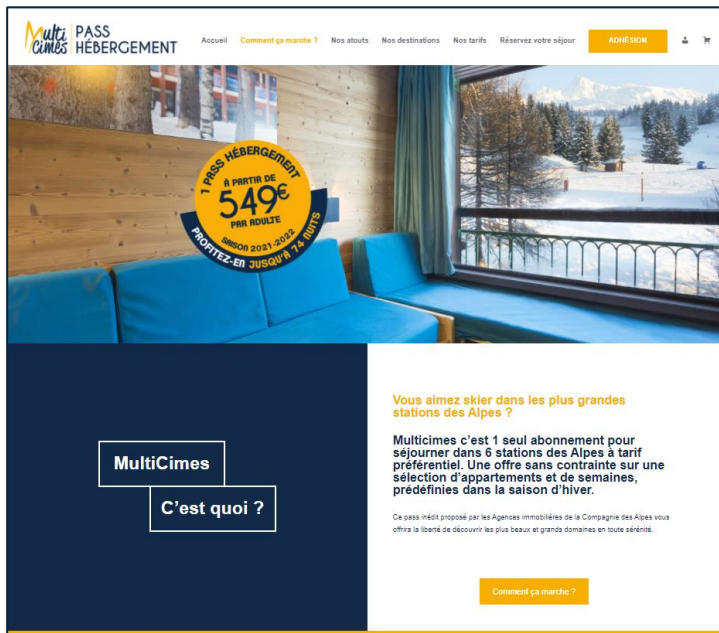 Multi Cimes PASS HÉBERGEMENT
Accueil Comment ça marche ? Nos atouts Nos destinations Nos tarifs Réservez votre séjour ADHÉSION
1 PASS HÉBERGEMENT
À PARTIR DE
549€
PAR ADULTE
SAISON 2021-2022
PROFITEZ-EN JUSQU'À 74 NUITS
MultiCimes
C'est quoi ?
Vous aimez skier dans les plus grandes
stations des Alpes ?
Multicimes c'est 1 seul abonnement pour
séjourner dans 6 stations des Alpes à tarif
préférentiel. Une offre sans contrainte sur une
sélection d'appartements et de semaines,
prédéfinies dans la saison d'hiver.
Ce pass inédit proposé par les Agences immobilières de la Compagnie des Alpes vous
offrira la liberté de découvrir les plus beaux et grands domaines en toute sérénité.
Comment ça marche ?